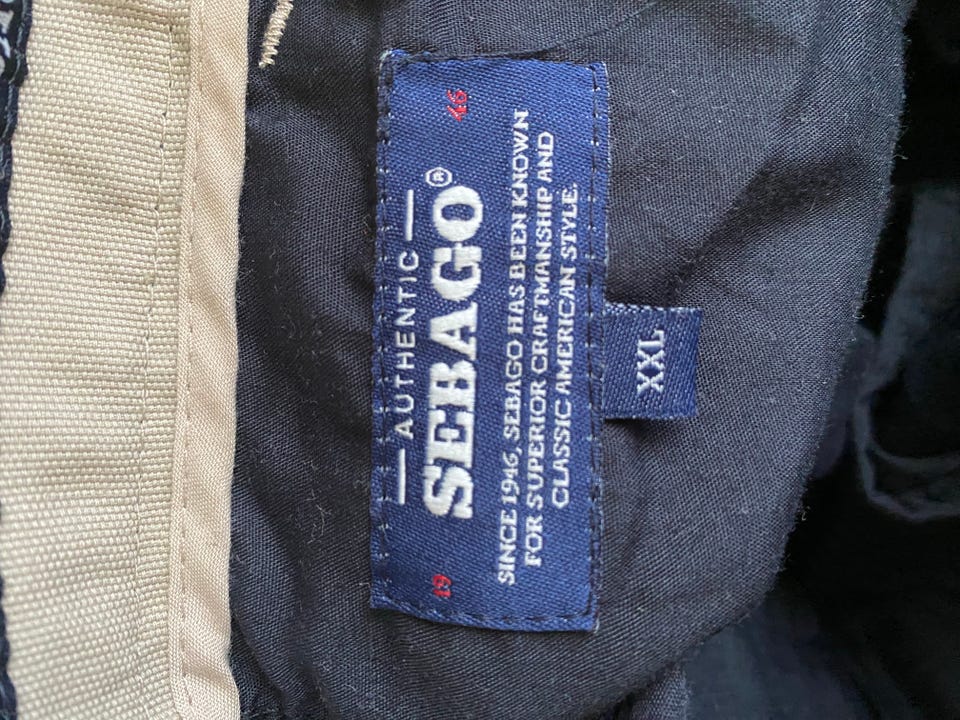 19 46
AUTHENTIC
SEBAGO®
SINCE 1946, SEBAGO HAS BEEN KNOWN
FOR SUPERIOR CRAFTMANSHIP AND
CLASSIC AMERICAN STYLE.
XXL